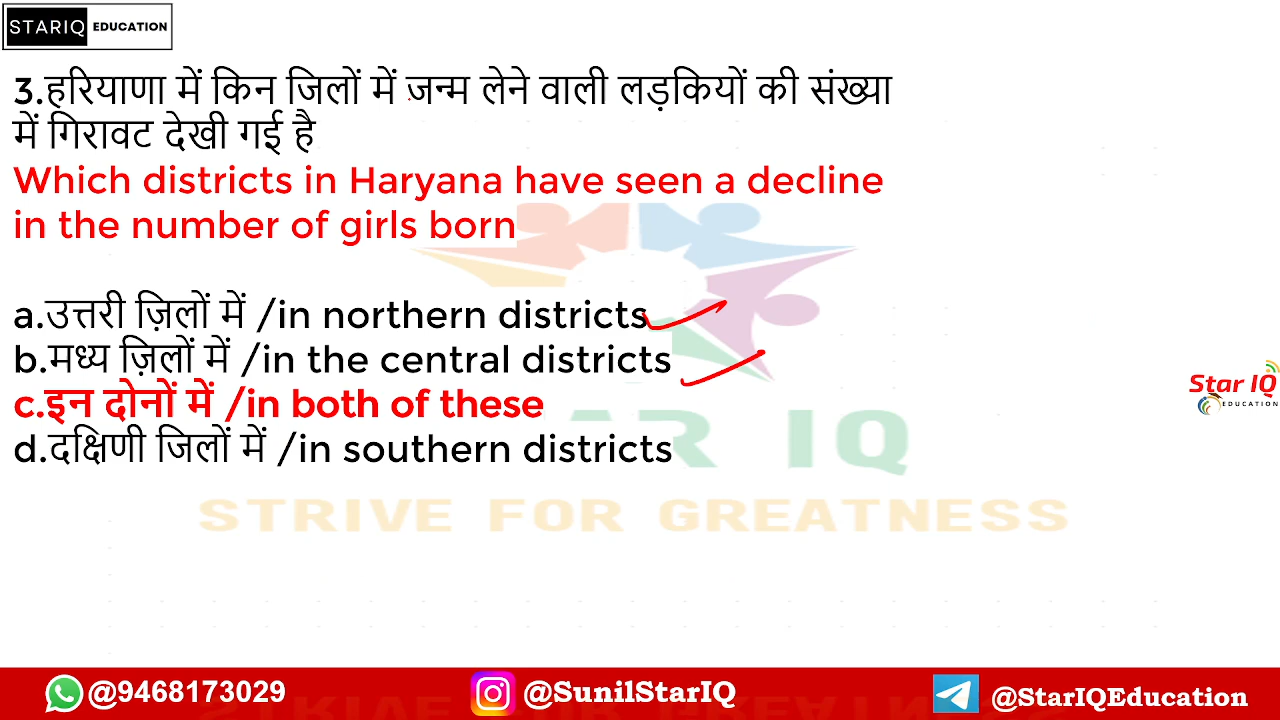 STARIQ EDUCATION
3.हरियाणा में किन जिलों में जन्म लेने वाली लड़कियों की संख्या
में गिरावट देखी गई है
Which districts in Haryana have seen a decline
in the number of girls born
a.उत्तरी ज़िलों में /in northern districts
b.मध्य ज़िलों में /in the central districts
c.इन दोनों में /in both of these
d.दक्षिणी जिलों में /in southern districts
Star IQ
EDUCATION
AR IQ
STRIVE FOR GREATNESS
@9468173029
@SunilStarIQ
@StarIQEducation